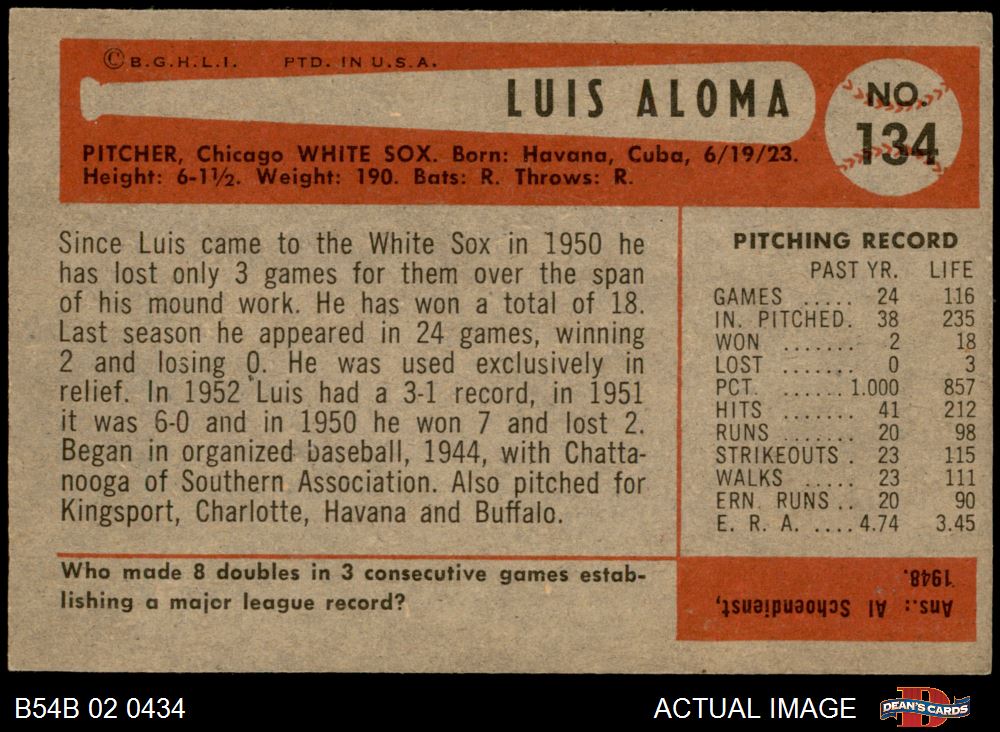 © B.G.H.L.I. PTD. IN U.S.A.
LUIS ALOMA
NO.
134
PITCHER, Chicago WHITE SOX. Born: Havana, Cuba, 6/19/23.
Height: 6-1½. Weight: 190. Bats: R. Throws: R.
Since Luis came to the White Sox in 1950 he
has lost only 3 games for them over the span
of his mound work. He has won a total of 18.
Last season he appeared in 24 games, winning
2 and losing 0. He was used exclusively in
relief. In 1952 Luis had a 3-1 record, in 1951
it was 6-0 and in 1950 he won 7 and lost 2.
Began in organized baseball, 1944, with Chatta-
nooga of Southern Association. Also pitched for
Kingsport, Charlotte, Havana and Buffalo.
PITCHING RECORD
PAST YR. LIFE
GAMES ..... 24 116
IN. PITCHED. 38 235
WON ....... 2 18
LOST ....... 0 3
PCT. ...... 1.000 857
HITS ...... 41 212
RUNS ....... 20 98
STRIKEOUTS . 23 115
WALKS ..... 23 111
ERN. RUNS .. 20 90
E. R. A. .... 4.74 3.45
Who made 8 doubles in 3 consecutive games estab-
lishing a major league record?
Ans.: Al Schoendienst,
1948.
B54B 02 0434
ACTUAL IMAGE
DEAN'S CARDS